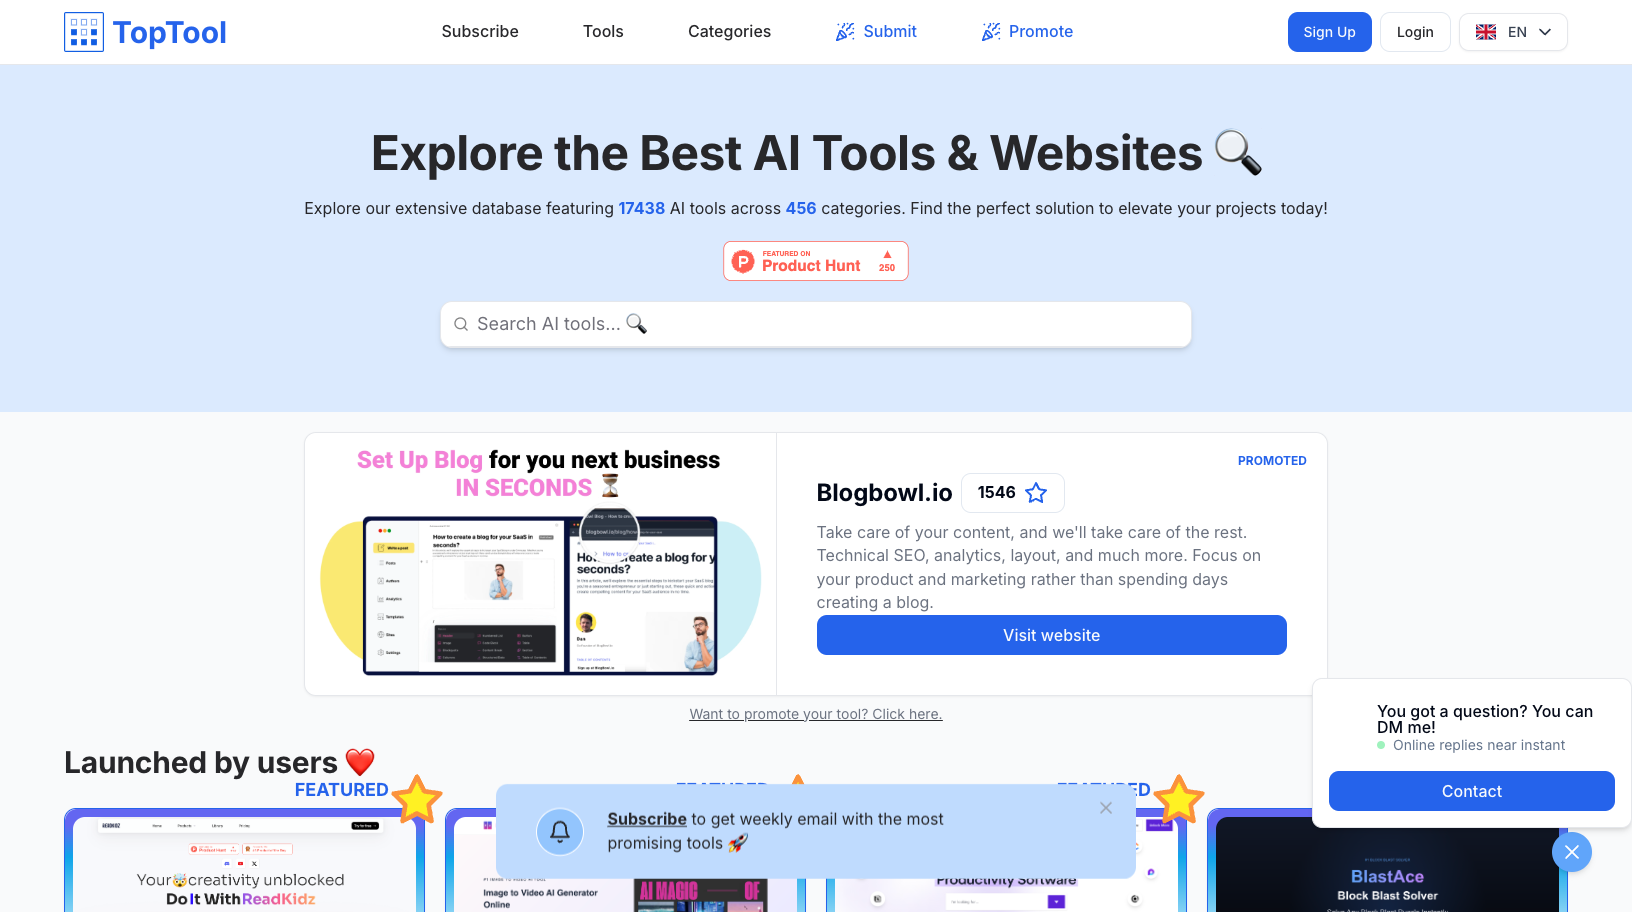 TopTool
Subscribe
Tools
Categories
Submit
Promote
Sign Up
Login
EN
Explore the Best AI Tools & Websites
Explore our extensive database featuring 17438 AI tools across 456 categories. Find the perfect solution to elevate your projects today!
FEATURED ON
Product Hunt
250
Search AI tools...
Set Up Blog for you next business
IN SECONDS
How to create a blog for your SaaS in
seconds?
PROMOTED
Blogbowl.io
1546
Take care of your content, and we'll take care of the rest.
Technical SEO, analytics, layout, and much more. Focus on
your product and marketing rather than spending days
creating a blog.
Visit website
Want to promote your tool? Click here.
You got a question? You can
DM me!
Online replies near instant
Contact
Launched by users
FEATURED
Subscribe to get weekly email with the most
promising tools
Your creativity unblocked
Do It With ReadKidz
Image to Video AI Generator
Online
AI MAGIC OF
Productivity Software
BlastAce
Block Blast Solver